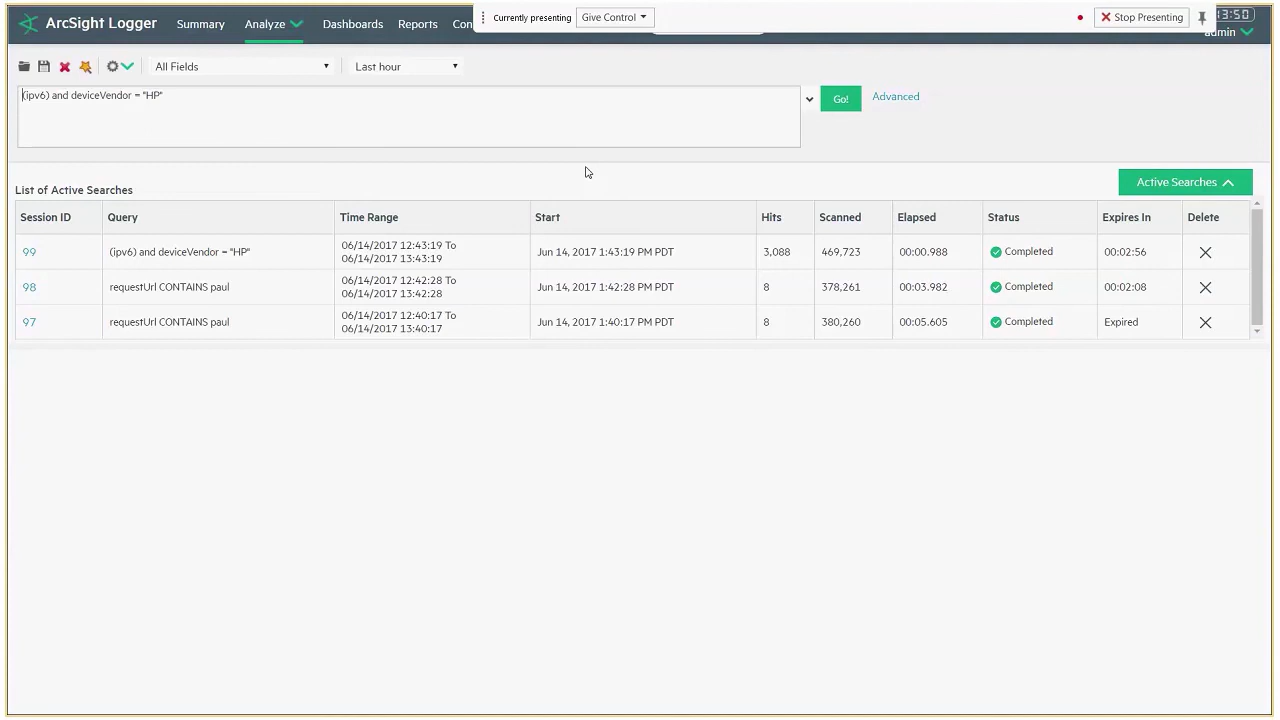 ArcSight Logger Summary Analyze Dashboards Reports Con
Currently presenting Give Control Stop Presenting
13:50
admin
All Fields Last hour
(ipv6) and deviceVendor = "HP"
Go! Advanced
List of Active Searches
Active Searches
Session ID Query Time Range Start Hits Scanned Elapsed Status Expires In Delete
99 (ipv6) and deviceVendor = "HP" 06/14/2017 12:43:19 To Jun 14, 2017 1:43:19 PM PDT 3,088 469,723 00:00.988 Completed 00:02:56
06/14/2017 13:43:19
98 requestUrl CONTAINS paul 06/14/2017 12:42:28 To Jun 14, 2017 1:42:28 PM PDT 8 378,261 00:03.982 Completed 00:02:08
06/14/2017 13:42:28
97 requestUrl CONTAINS paul 06/14/2017 12:40:17 To Jun 14, 2017 1:40:17 PM PDT 8 380,260 00:05.605 Completed Expired
06/14/2017 13:40:17